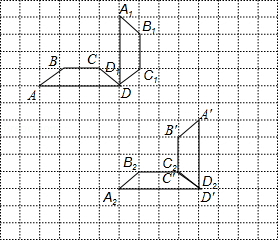 A₁
B₁
B C D₁
C₁
A D
A'
B'
B₂ C₂
C' D₂
A₂ D'